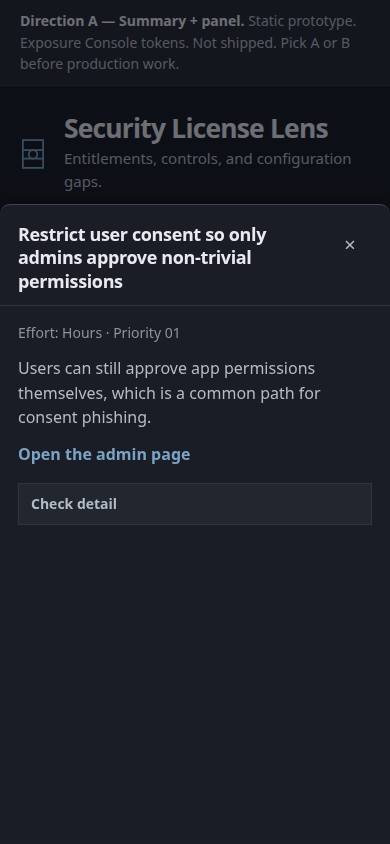 Direction A — Summary + panel. Static prototype.
Exposure Console tokens. Not shipped. Pick A or B
before production work.
Security License Lens
Entitlements, controls, and configuration
gaps.
Restrict user consent so only
admins approve non-trivial
permissions
×
Effort: Hours · Priority 01
Users can still approve app permissions
themselves, which is a common path for
consent phishing.
Open the admin page
Check detail